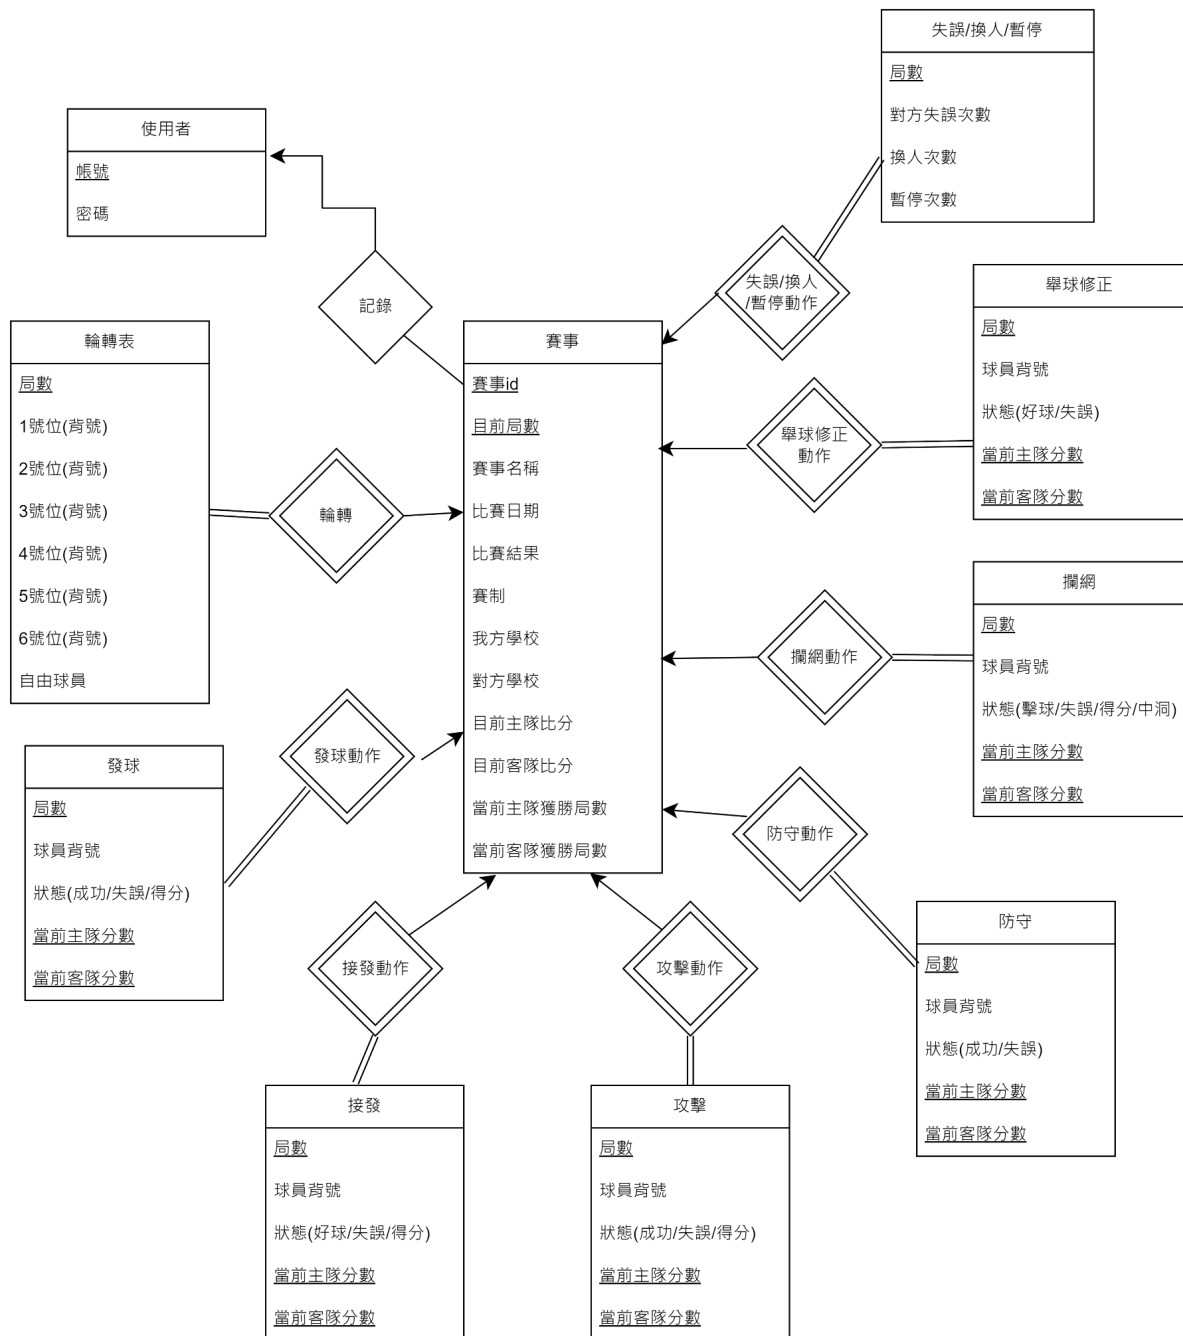 失誤/換人/暫停
局數
對方失誤次數
換人次數
暫停次數
使用者
帳號
密碼
記錄
失誤/換人
/暫停動作
舉球修正
局數
球員背號
狀態(好球/失誤)
當前主隊分數
當前客隊分數
舉球修正
動作
輪轉表
局數
1號位(背號)
2號位(背號)
3號位(背號)
4號位(背號)
5號位(背號)
6號位(背號)
自由球員
輪轉
賽事
賽事id
目前局數
賽事名稱
比賽日期
比賽結果
賽制
我方學校
對方學校
目前主隊比分
目前客隊比分
當前主隊獲勝局數
當前客隊獲勝局數
攔網
局數
球員背號
狀態(擊球/失誤/得分/中洞)
當前主隊分數
當前客隊分數
攔網動作
發球
局數
球員背號
狀態(成功/失誤/得分)
當前主隊分數
當前客隊分數
發球動作
防守動作
防守
局數
球員背號
狀態(成功/失誤)
當前主隊分數
當前客隊分數
接發動作
攻擊動作
接發
局數
球員背號
狀態(好球/失誤/得分)
當前主隊分數
當前客隊分數
攻擊
局數
球員背號
狀態(成功/失誤/得分)
當前主隊分數
當前客隊分數